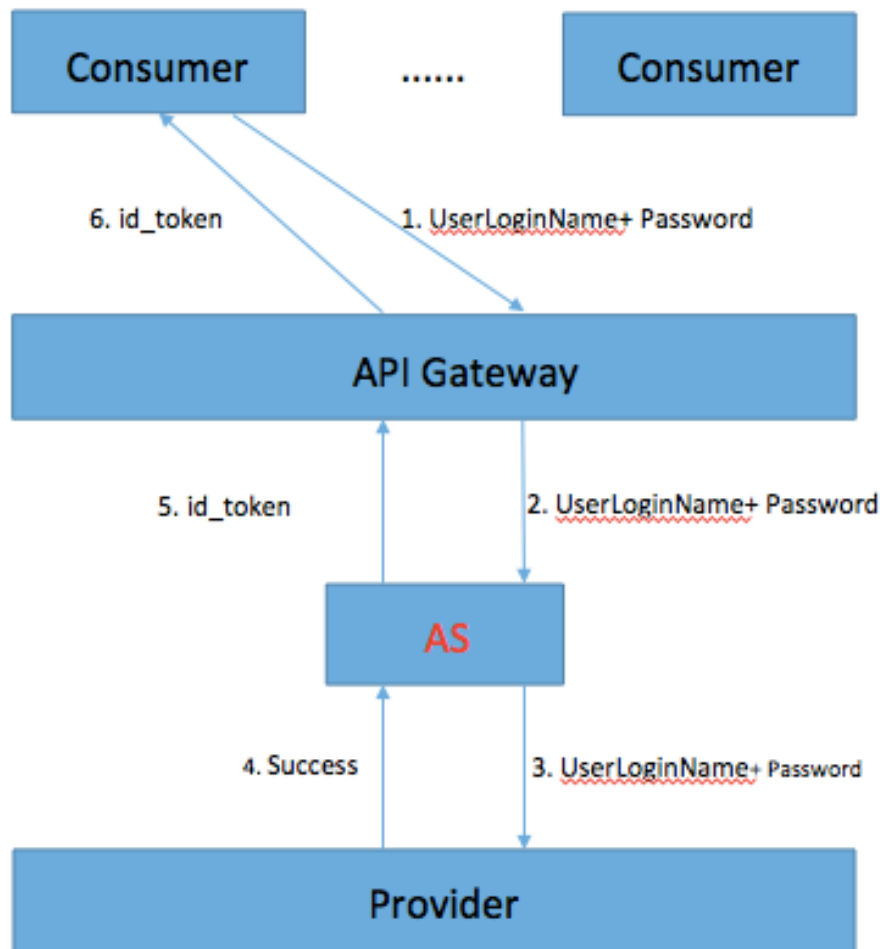 Consumer ...... Consumer
6. id_token 1. UserLoginName+ Password
API Gateway
5. id_token 2. UserLoginName+ Password
AS
4. Success 3. UserLoginName+ Password
Provider